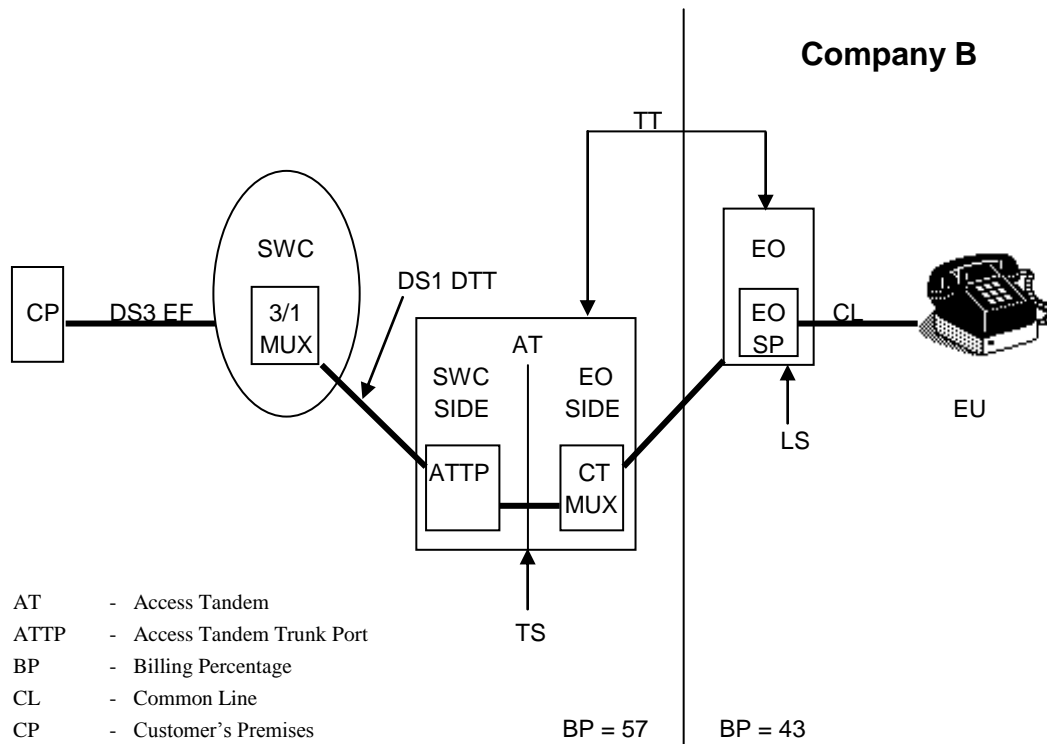 Company B
TT
SWC
EO
DS1 DTT
CP
DS3 EF
3/1
MUX
EO
SP
CL
AT
SWC
SIDE
EO
SIDE
EU
LS
ATTP
CT
MUX
TS
AT - Access Tandem
ATTP - Access Tandem Trunk Port
BP - Billing Percentage
CL - Common Line
CP - Customer’s Premises
BP = 57
BP = 43